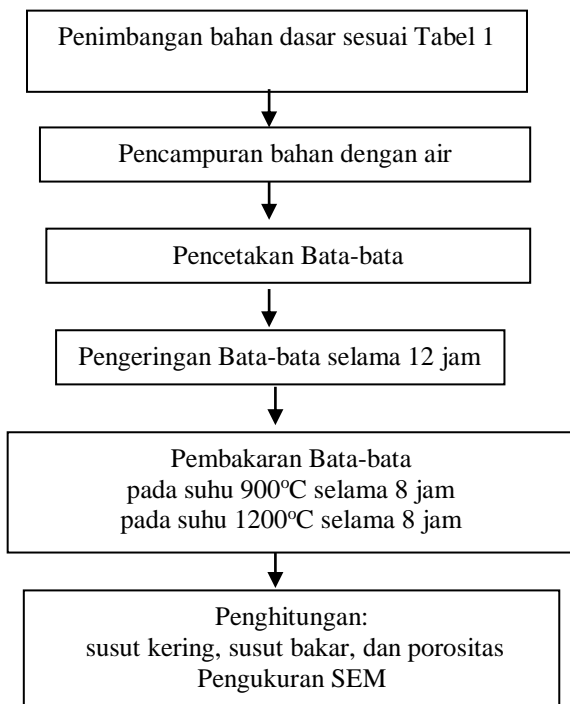 Penimbangan bahan dasar sesuai Tabel 1
Pencampuran bahan dengan air
Pencetakan Bata-bata
Pengeringan Bata-bata selama 12 jam
Pembakaran Bata-bata
pada suhu 900ºC selama 8 jam
pada suhu 1200ºC selama 8 jam
Penghitungan:
susut kering, susut bakar, dan porositas
Pengukuran SEM